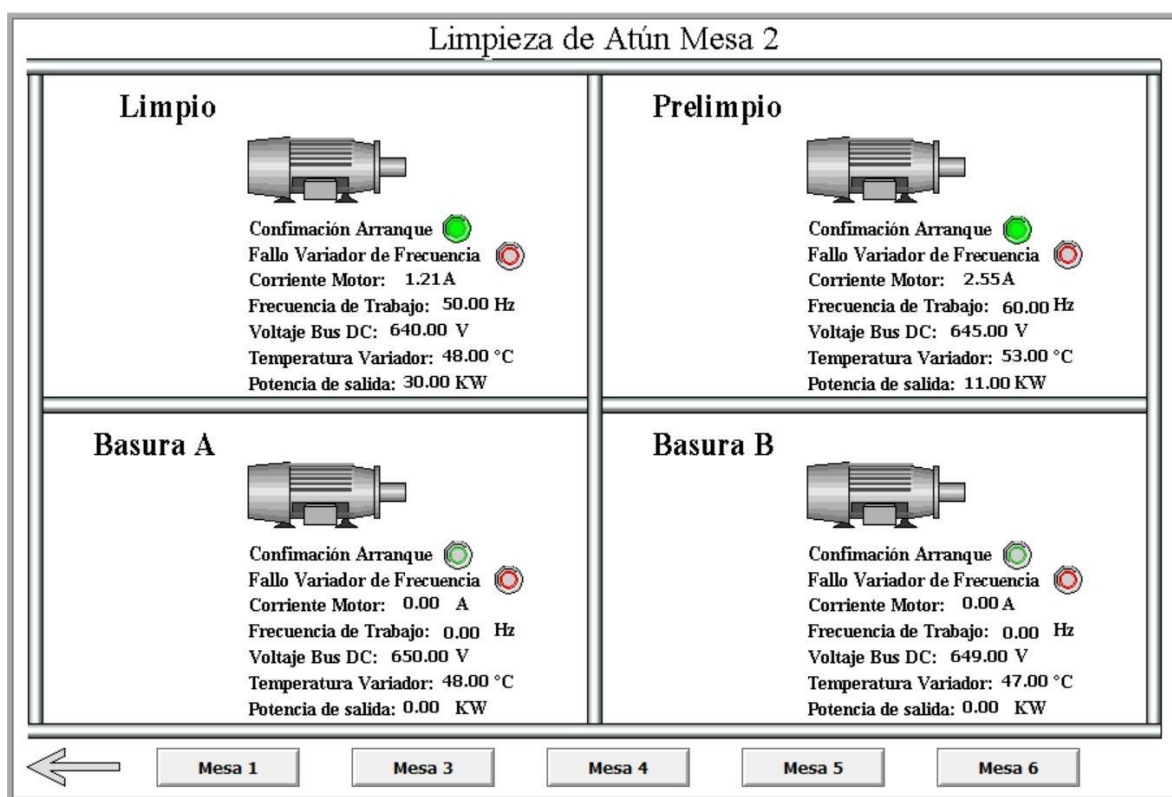 Limpieza de Atún Mesa 2
Limpio
Confimación Arranque
Fallo Variador de Frecuencia
Corriente Motor: 1.21 A
Frecuencia de Trabajo: 50.00 Hz
Voltaje Bus DC: 640.00 V
Temperatura Variador: 48.00 °C
Potencia de salida: 30.00 KW
Prelimpio
Confimación Arranque
Fallo Variador de Frecuencia
Corriente Motor: 2.55 A
Frecuencia de Trabajo: 60.00 Hz
Voltaje Bus DC: 645.00 V
Temperatura Variador: 53.00 °C
Potencia de salida: 11.00 KW
Basura A
Confimación Arranque
Fallo Variador de Frecuencia
Corriente Motor: 0.00 A
Frecuencia de Trabajo: 0.00 Hz
Voltaje Bus DC: 650.00 V
Temperatura Variador: 48.00 °C
Potencia de salida: 0.00 KW
Basura B
Confimación Arranque
Fallo Variador de Frecuencia
Corriente Motor: 0.00 A
Frecuencia de Trabajo: 0.00 Hz
Voltaje Bus DC: 649.00 V
Temperatura Variador: 47.00 °C
Potencia de salida: 0.00 KW
Mesa 1
Mesa 3
Mesa 4
Mesa 5
Mesa 6